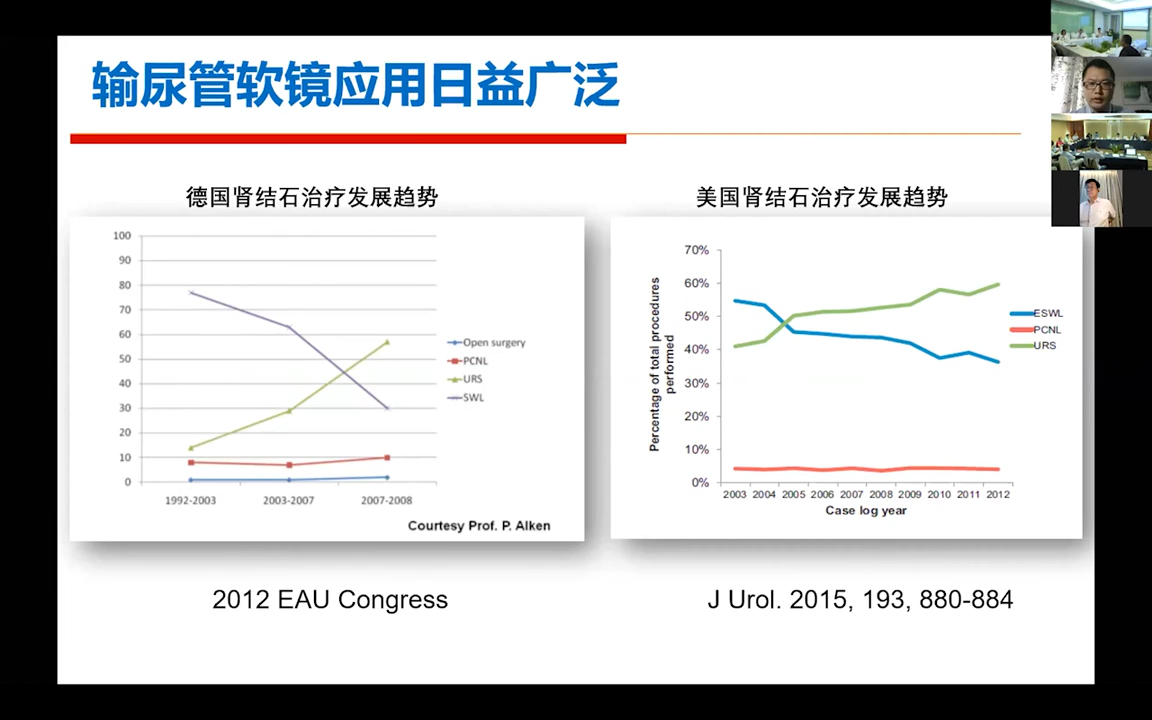 输尿管软镜应用日益广泛
德国肾结石治疗发展趋势
100
90
80
70
60
50
40
30
20
10
0
1992-2003 2003-2007 2007-2008
Open surgery
PCNL
URS
SWL
Courtesy Prof. P. Alken
2012 EAU Congress
美国肾结石治疗发展趋势
Percentage of total procedures
performed
70%
60%
50%
40%
30%
20%
10%
0%
2003 2004 2005 2006 2007 2008 2009 2010 2011 2012
Case log year
ESWL
PCNL
URS
J Urol. 2015, 193, 880-884